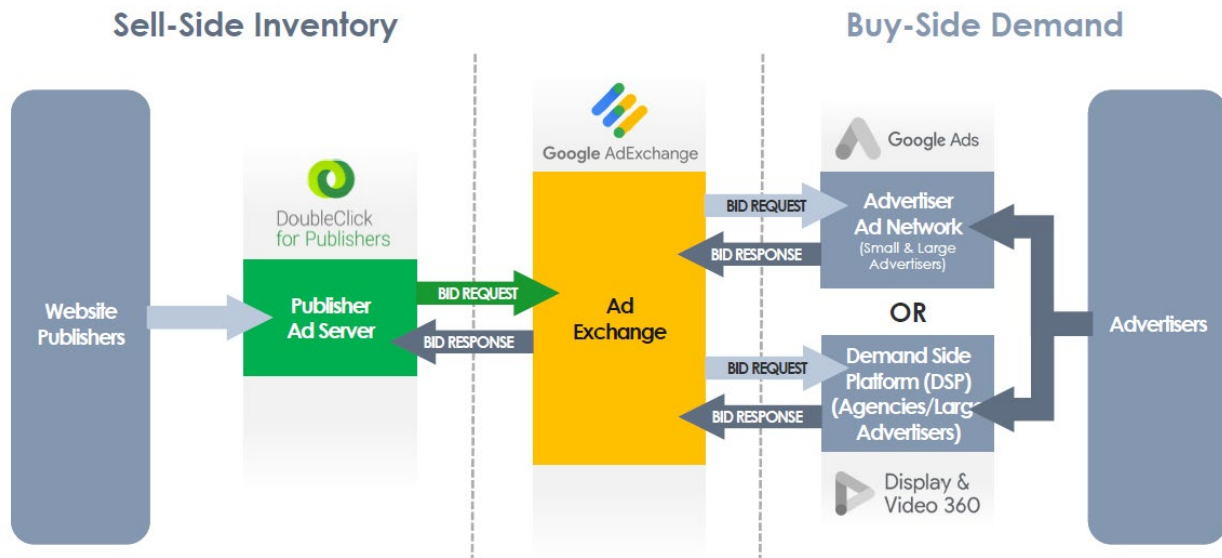 Sell-Side Inventory
Buy-Side Demand
Website
Publishers
DoubleClick
for Publishers
Publisher
Ad Server
BID REQUEST
BID RESPONSE
Google AdExchange
Ad
Exchange
BID REQUEST
BID RESPONSE
BID REQUEST
BID RESPONSE
Google Ads
Advertiser
Ad Network
(Small & Large
Advertisers)
OR
Demand Side
Platform (DSP)
(Agencies/Large
Advertisers)
Display &
Video 360
Advertisers